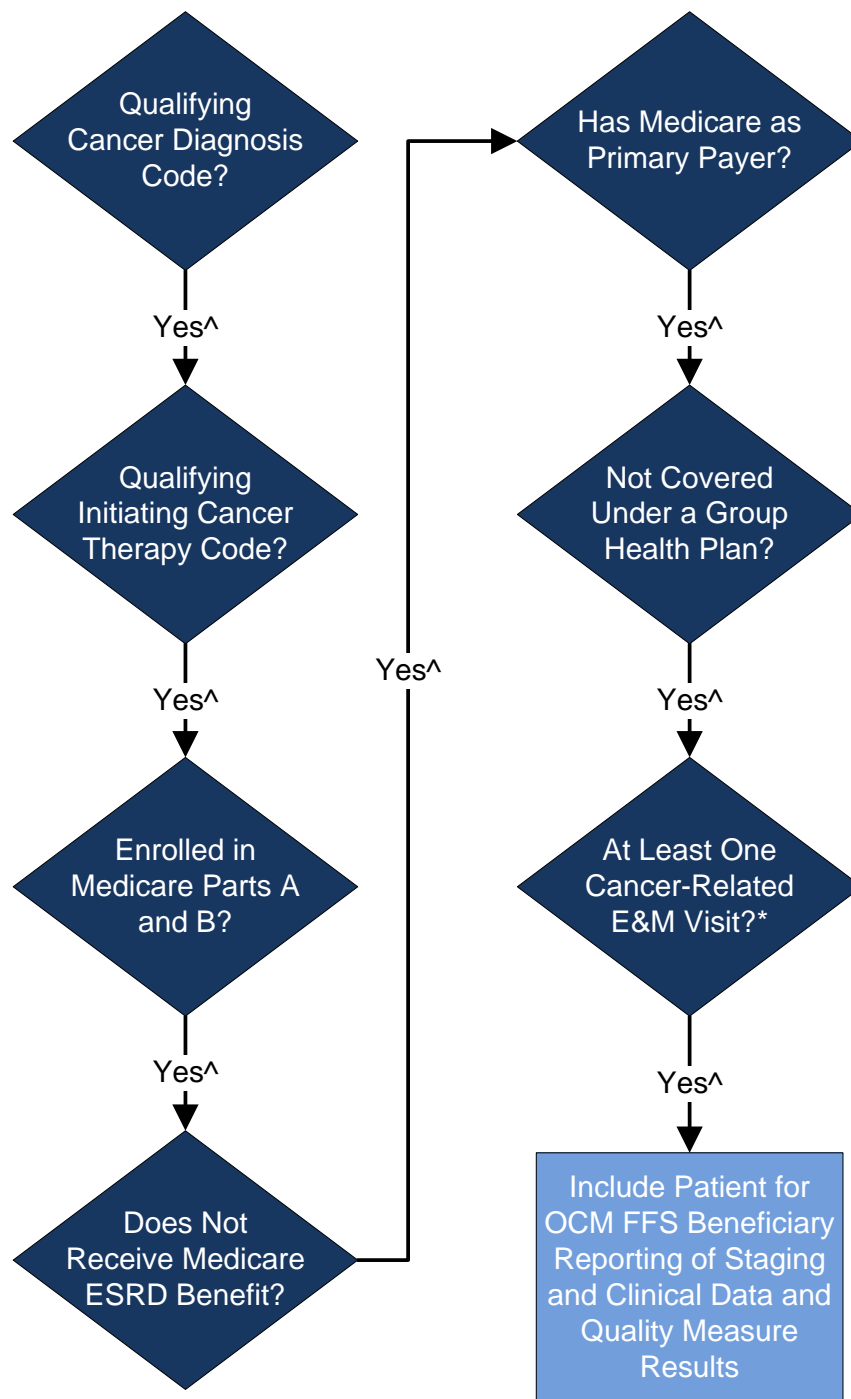 Qualifying
Cancer Diagnosis
Code?
Yes^
Qualifying
Initiating Cancer
Therapy Code?
Yes^
Enrolled in
Medicare Parts A
and B?
Yes^
Does Not
Receive Medicare
ESRD Benefit?
Yes^
Has Medicare as
Primary Payer?
Yes^
Not Covered
Under a Group
Health Plan?
Yes^
At Least One
Cancer-Related
E&M Visit?*
Yes^
Include Patient for
OCM FFS Beneficiary
Reporting of Staging
and Clinical Data and
Quality Measure
Results